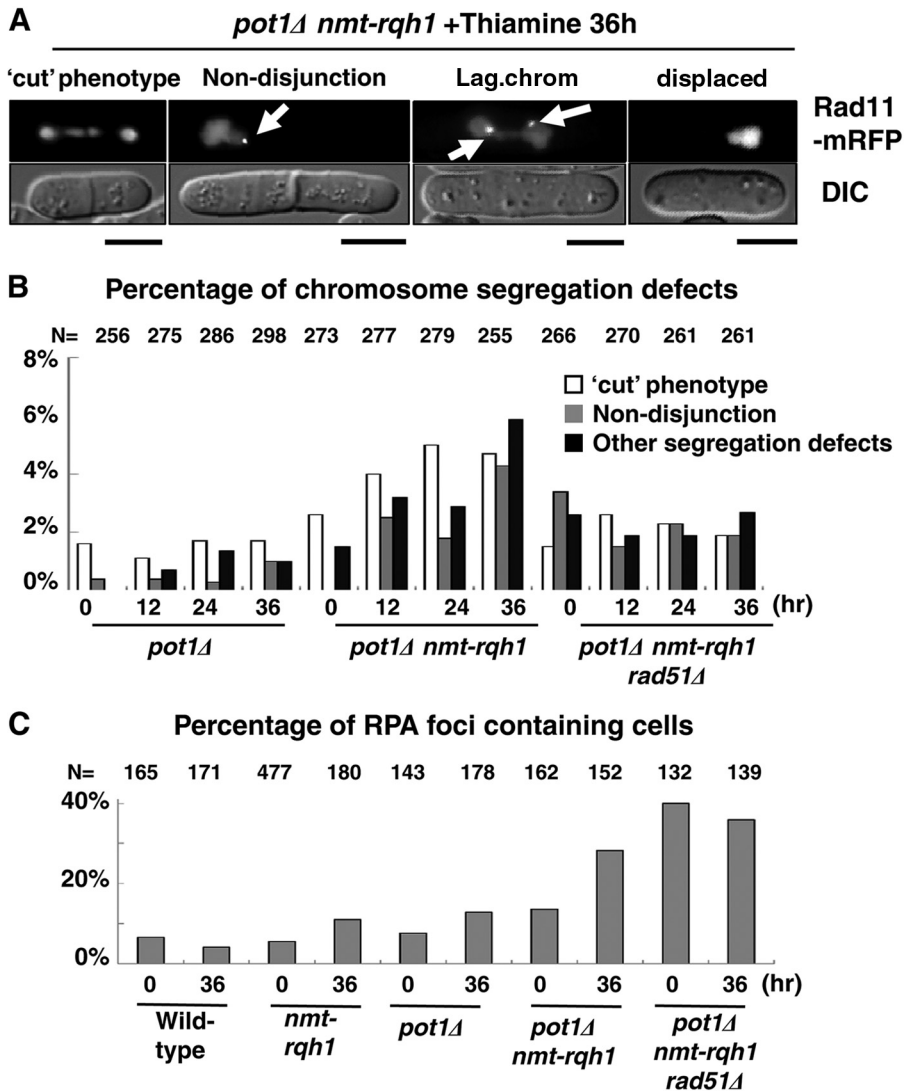 A
pot1Δ nmt-rqh1 +Thiamine 36h
'cut' phenotype Non-disjunction Lag.chrom displaced
Rad11
-mRFP
DIC
B Percentage of chromosome segregation defects
N= 256 275 286 298 273 277 279 255 266 270 261 261
8%
'cut' phenotype
6%
Non-disjunction
Other segregation defects
4%
2%
0%
0 12 24 36 0 12 24 36 0 12 24 36 (hr)
pot1Δ pot1Δ nmt-rqh1 pot1Δ nmt-rqh1
rad51Δ
C Percentage of RPA foci containing cells
N= 165 171 477 180 143 178 162 152 132 139
40%
20%
0%
0 36 0 36 0 36 0 36 0 36 (hr)
Wild- nmt- pot1Δ pot1Δ pot1Δ
type rqh1 nmt-rqh1 nmt-rqh1
rad51Δ